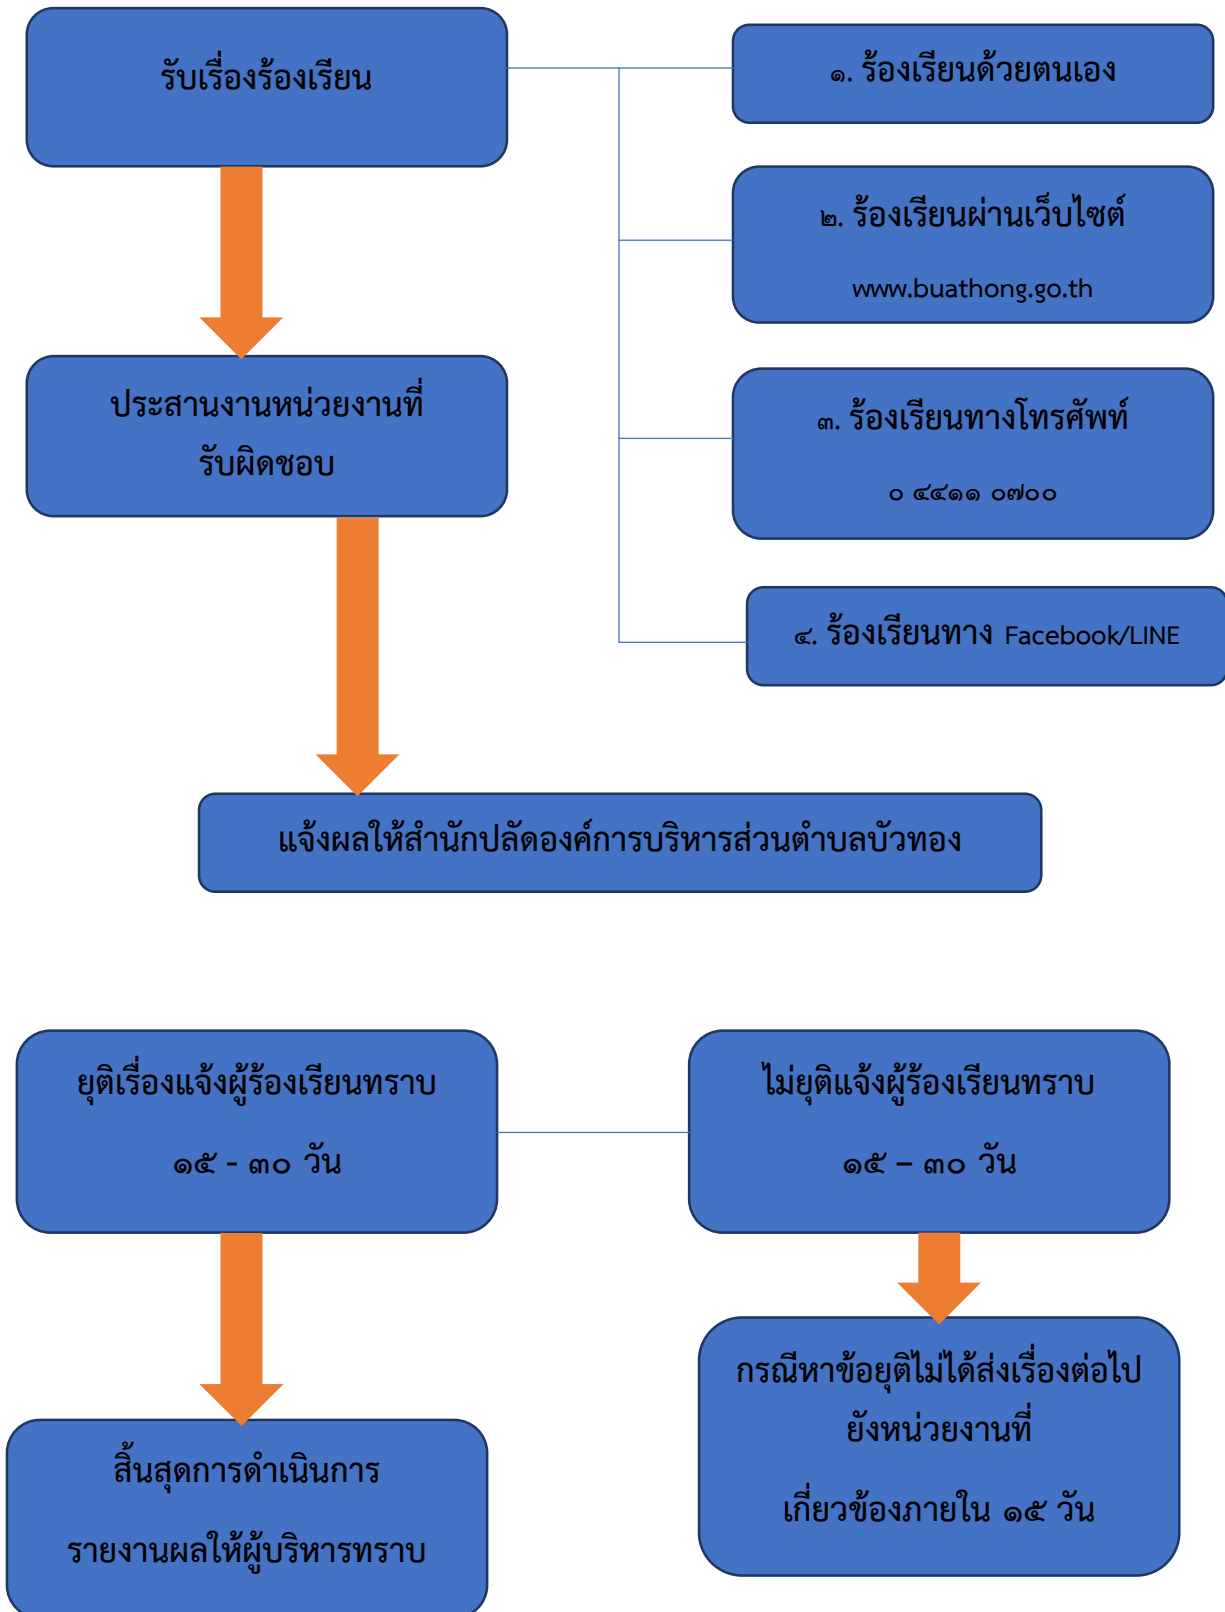 รับเรื่องร้องเรียน
๑. ร้องเรียนด้วยตนเอง
๒. ร้องเรียนผ่านเว็บไซต์
www.buathong.go.th
ประสานงานหน่วยงานที่
รับผิดชอบ
๓. ร้องเรียนทางโทรศัพท์
๐ ๔๔๑๑ ๐๗๐๐
๔. ร้องเรียนทาง Facebook/LINE
แจ้งผลให้สำนักปลัดองค์การบริหารส่วนตำบลบัวทอง
ยุติเรื่องแจ้งผู้ร้องเรียนทราบ
๑๕ - ๓๐ วัน
ไม่ยุติแจ้งผู้ร้องเรียนทราบ
๑๕ – ๓๐ วัน
กรณีหาข้อยุติไม่ได้ส่งเรื่องต่อไป
ยังหน่วยงานที่
เกี่ยวข้องภายใน ๑๕ วัน
สิ้นสุดการดำเนินการ
รายงานผลให้ผู้บริหารทราบ